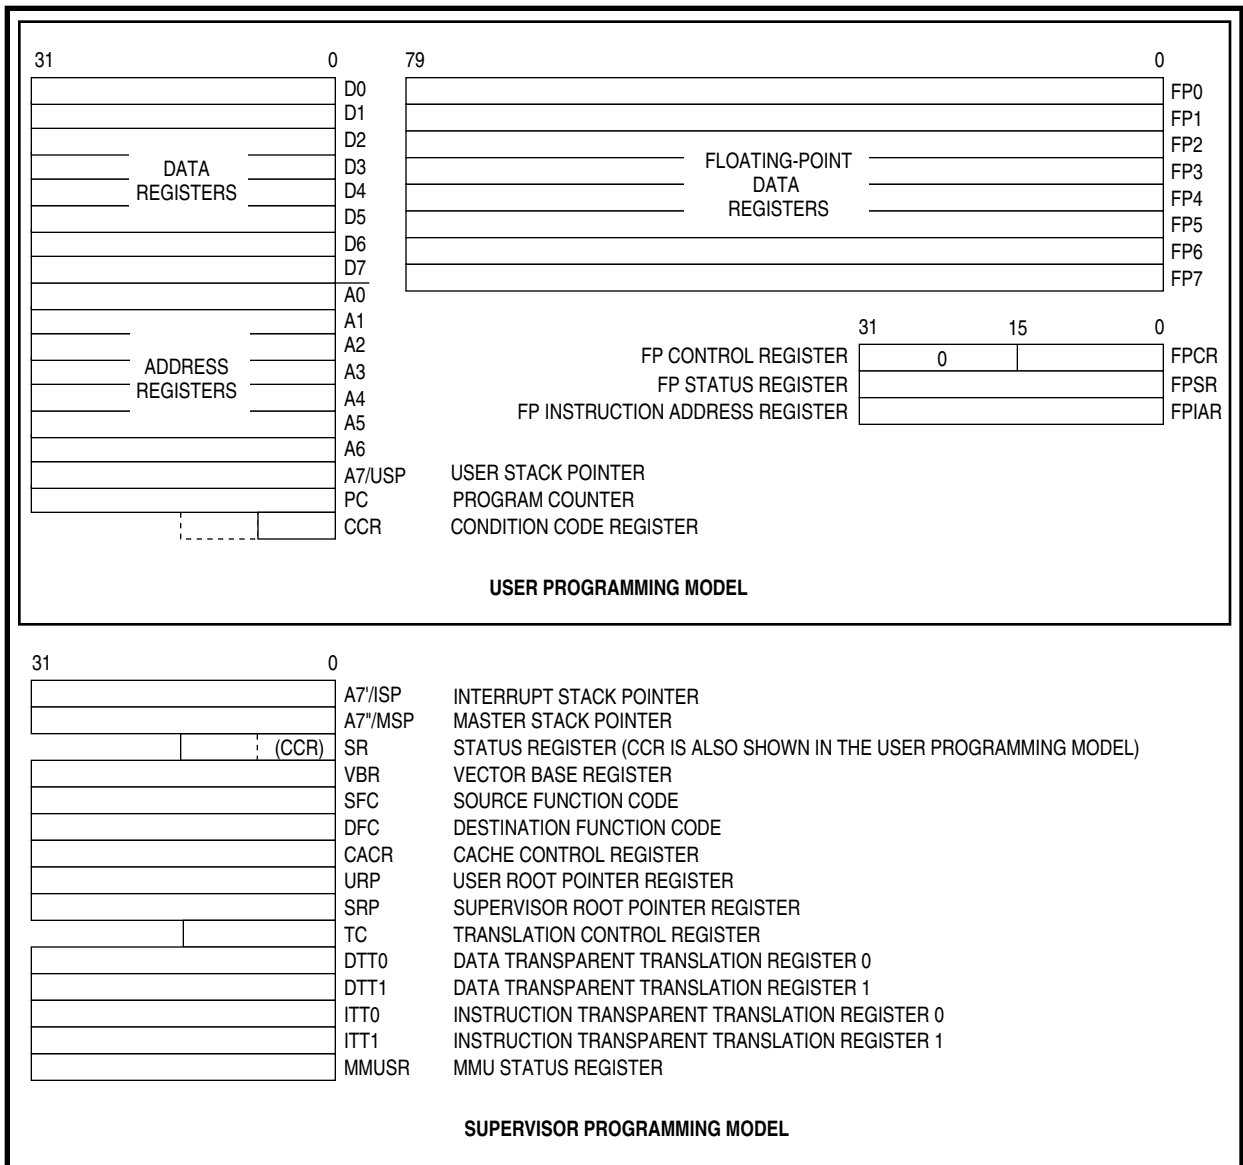 31 0
D0
D1
D2
D3
D4
D5
D6
D7
DATA
REGISTERS
A0
A1
A2
A3
A4
A5
A6
ADDRESS
REGISTERS
A7/USP USER STACK POINTER
PC PROGRAM COUNTER
CCR CONDITION CODE REGISTER
79 0
FP0
FP1
FP2
FP3
FP4
FP5
FP6
FP7
FLOATING-POINT
DATA
REGISTERS
31 15 0
FP CONTROL REGISTER 0 FPCR
FP STATUS REGISTER FPSR
FP INSTRUCTION ADDRESS REGISTER FPIAR
USER PROGRAMMING MODEL
31 0
A7'/ISP INTERRUPT STACK POINTER
A7"/MSP MASTER STACK POINTER
(CCR) SR STATUS REGISTER (CCR IS ALSO SHOWN IN THE USER PROGRAMMING MODEL)
VBR VECTOR BASE REGISTER
SFC SOURCE FUNCTION CODE
DFC DESTINATION FUNCTION CODE
CACR CACHE CONTROL REGISTER
URP USER ROOT POINTER REGISTER
SRP SUPERVISOR ROOT POINTER REGISTER
TC TRANSLATION CONTROL REGISTER
DTT0 DATA TRANSPARENT TRANSLATION REGISTER 0
DTT1 DATA TRANSPARENT TRANSLATION REGISTER 1
ITT0 INSTRUCTION TRANSPARENT TRANSLATION REGISTER 0
ITT1 INSTRUCTION TRANSPARENT TRANSLATION REGISTER 1
MMUSR MMU STATUS REGISTER
SUPERVISOR PROGRAMMING MODEL